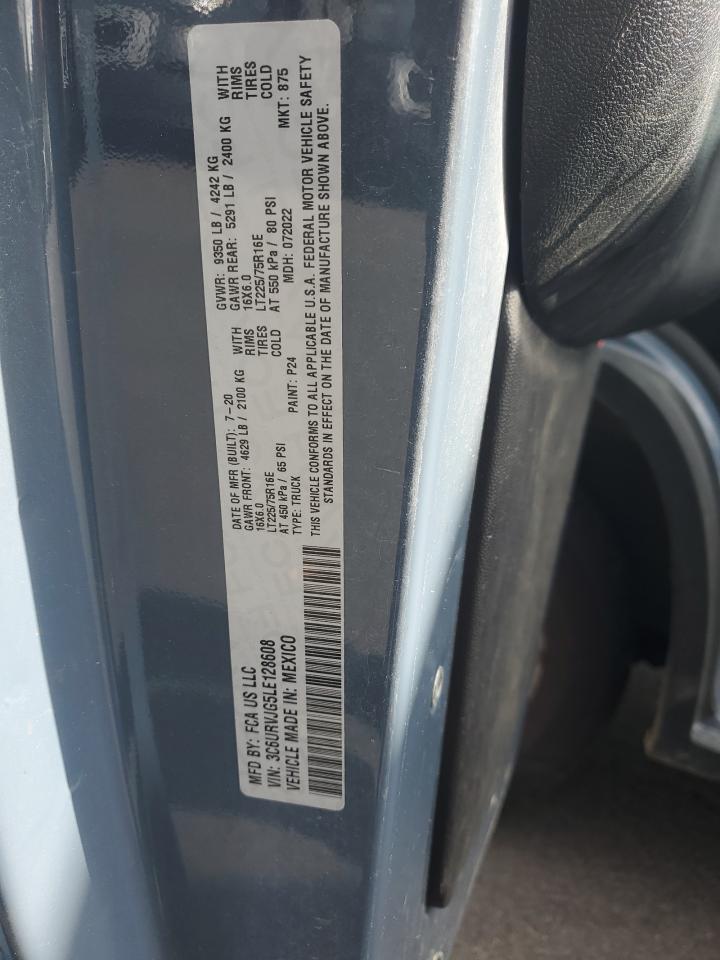 MFD BY: FCA US LLC
VIN: 3C6URVJG5LE128608
VEHICLE MADE IN: MEXICO
DATE OF MFR (BUILT): 7-20
GVWR: 9350 LB / 4242 KG
GAWR FRONT: 4629 LB / 2100 KG WITH
GAWR REAR: 5291 LB / 2400 KG WITH
16X6.0 RIMS
16X6.0 RIMS
LT225/75R16E TIRES
LT225/75R16E TIRES
AT 450 kPa / 65 PSI COLD
AT 550 kPa / 80 PSI COLD
TYPE: TRUCK PAINT: P24 MDH: 072022 MKT: 875
THIS VEHICLE CONFORMS TO ALL APPLICABLE U.S.A. FEDERAL MOTOR VEHICLE SAFETY
STANDARDS IN EFFECT ON THE DATE OF MANUFACTURE SHOWN ABOVE.